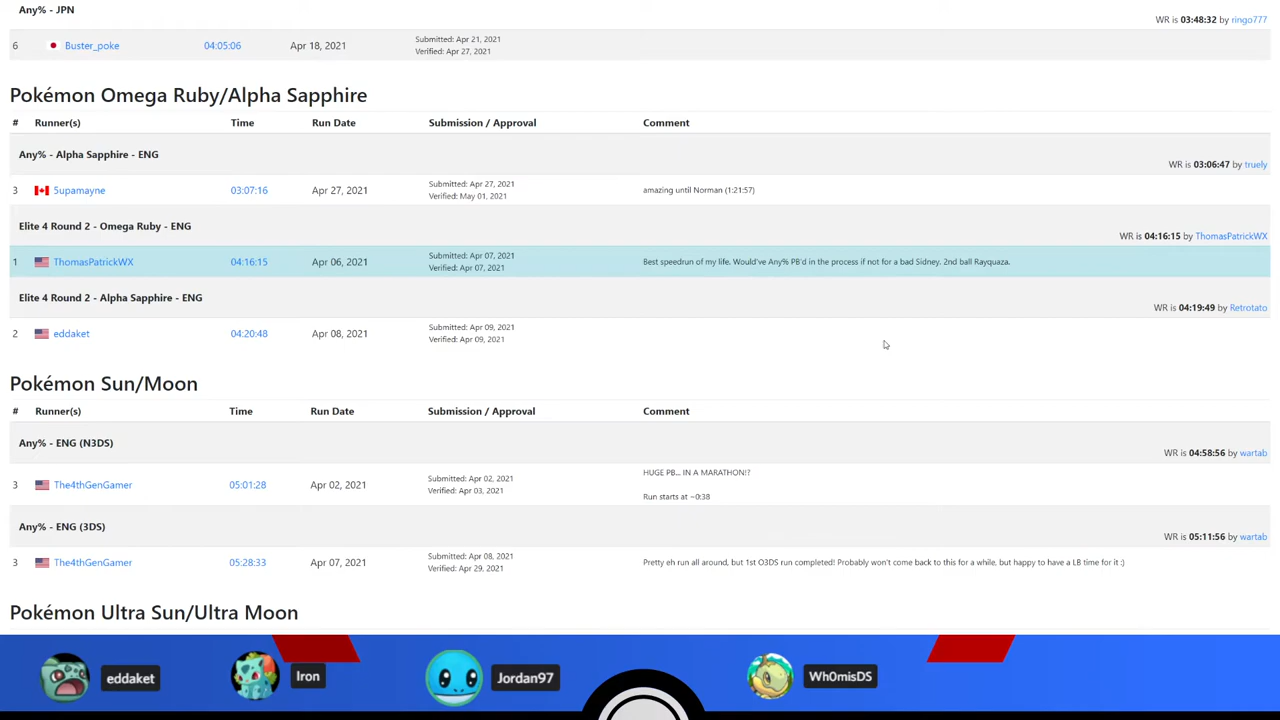 Any% - JPN
WR is 03:48:32 by ringo777
6 Buster_poke 04:05:06 Apr 18, 2021 Submitted: Apr 21, 2021
Verified: Apr 27, 2021
Pokémon Omega Ruby/Alpha Sapphire
# Runner(s) Time Run Date Submission / Approval Comment
Any% - Alpha Sapphire - ENG
WR is 03:06:47 by truely
3 5upamayne 03:07:16 Apr 27, 2021 Submitted: Apr 27, 2021 amazing until Norman (1:21:57)
Verified: May 01, 2021
Elite 4 Round 2 - Omega Ruby - ENG
WR is 04:16:15 by ThomasPatrickWX
1 ThomasPatrickWX 04:16:15 Apr 06, 2021 Submitted: Apr 07, 2021 Best speedrun of my life. Would've Any% PB'd in the process if not for a bad Sidney. 2nd ball Rayquaza.
Verified: Apr 07, 2021
Elite 4 Round 2 - Alpha Sapphire - ENG
WR is 04:19:49 by Retrotato
2 eddaket 04:20:48 Apr 08, 2021 Submitted: Apr 09, 2021
Verified: Apr 09, 2021
Pokémon Sun/Moon
# Runner(s) Time Run Date Submission / Approval Comment
Any% - ENG (N3DS)
WR is 04:58:56 by wartab
HUGE PB... IN A MARATHON!?
3 The4thGenGamer 05:01:28 Apr 02, 2021 Submitted: Apr 02, 2021
Verified: Apr 03, 2021
Run starts at ~0:38
Any% - ENG (3DS)
WR is 05:11:56 by wartab
3 The4thGenGamer 05:28:33 Apr 07, 2021 Submitted: Apr 08, 2021 Pretty eh run all around, but 1st O3DS run completed! Probably won't come back to this for a while, but happy to have a LB time for it :)
Verified: Apr 29, 2021
Pokémon Ultra Sun/Ultra Moon
eddaket Iron Jordan97 Wh0misDS